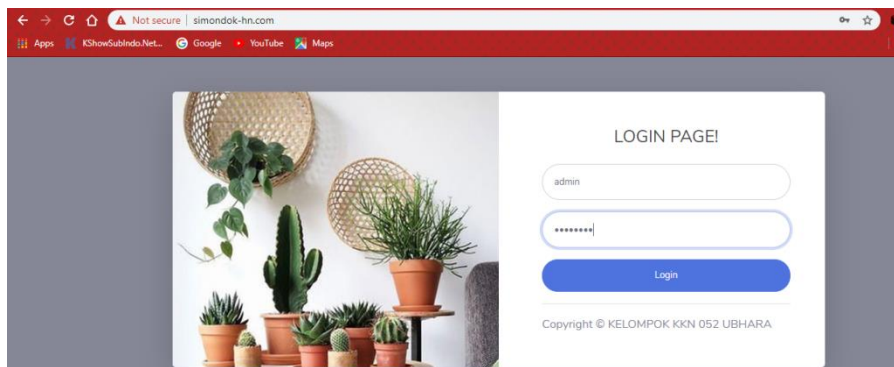 Not secure | simondok-hn.com
Apps KShowSubIndo.Net... Google YouTube Maps
LOGIN PAGE!
admin
••••••••
Login
Copyright © KELOMPOK KKN 052 UBHARA